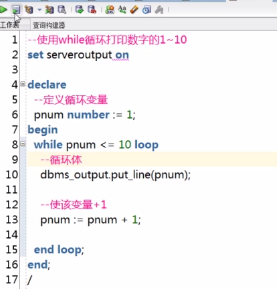 工作表
查询构建器
1 --使用while循环打印数字的1~10
2 set serveroutput on
3
4 declare
5 --定义循环变量
6 pnum number := 1;
7 begin
8 while pnum <= 10 loop
9 --循环体
10 dbms_output.put_line(pnum);
11
12 --使该变量+1
13 pnum := pnum + 1;
14
15 end loop;
16 end;
17 /